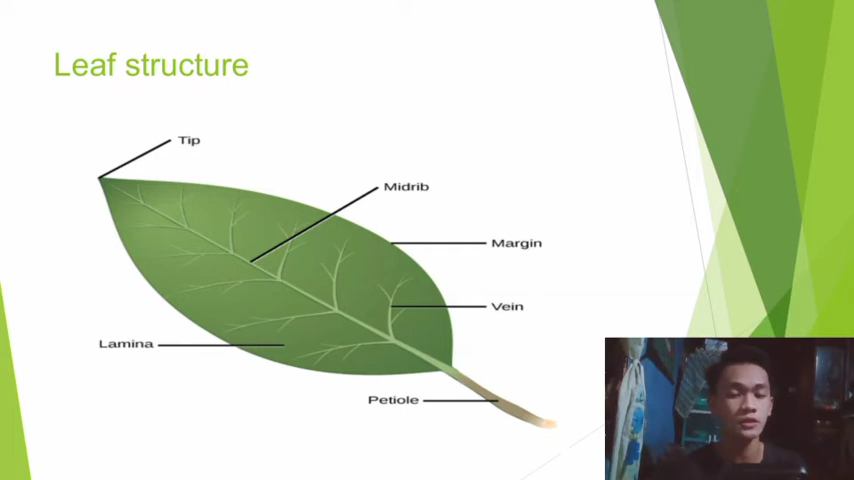 Leaf structure
Tip
Midrib
Margin
Vein
Lamina
Petiole